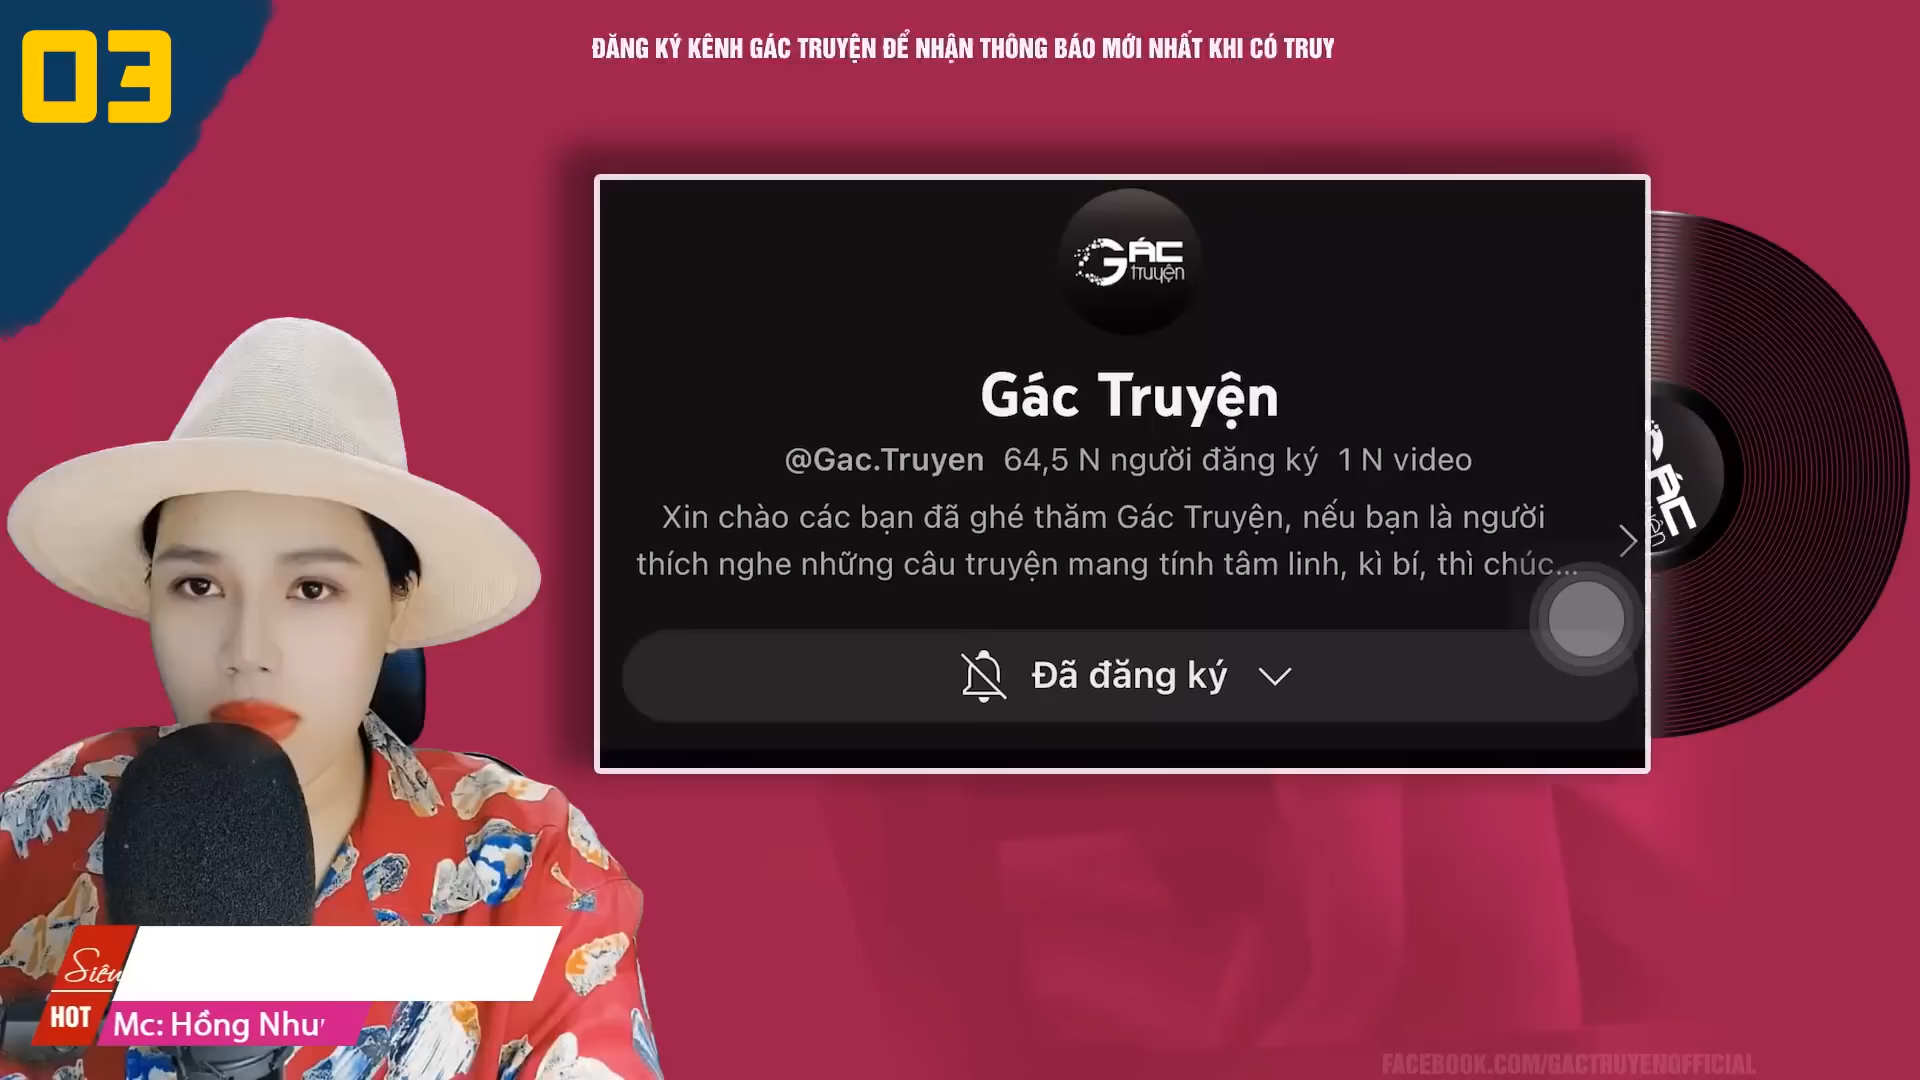 03
ĐĂNG KÝ KÊNH GÁC TRUYỆN ĐỂ NHẬN THÔNG BÁO MỚI NHẤT KHI CÓ TRUY
GÁC
truyện
Gác Truyện
@Gac.Truyen 64,5 N người đăng ký 1 N video
Xin chào các bạn đã ghé thăm Gác Truyện, nếu bạn là người
thích nghe những câu truyện mang tính tâm linh, kì bí, thì chúc...
Đã đăng ký
GÁC
Siêu
HOT
Mc: Hồng Như
FACEBOOK.COM/GACTRUYENOFFICIAL